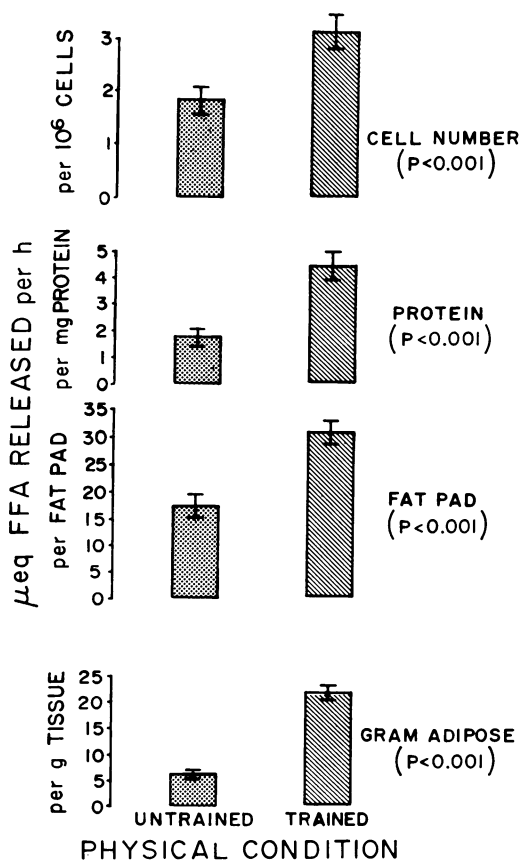 μeq FFA RELEASED per h
per 10⁶ CELLS
3
2
1
0
CELL NUMBER
(P<0.001)
per mg PROTEIN
5
4
3
2
1
0
PROTEIN
(P<0.001)
per FAT PAD
35
30
25
20
15
10
5
0
FAT PAD
(P<0.001)
per g TISSUE
25
20
15
10
5
0
GRAM ADIPOSE
(P<0.001)
UNTRAINED TRAINED
PHYSICAL CONDITION